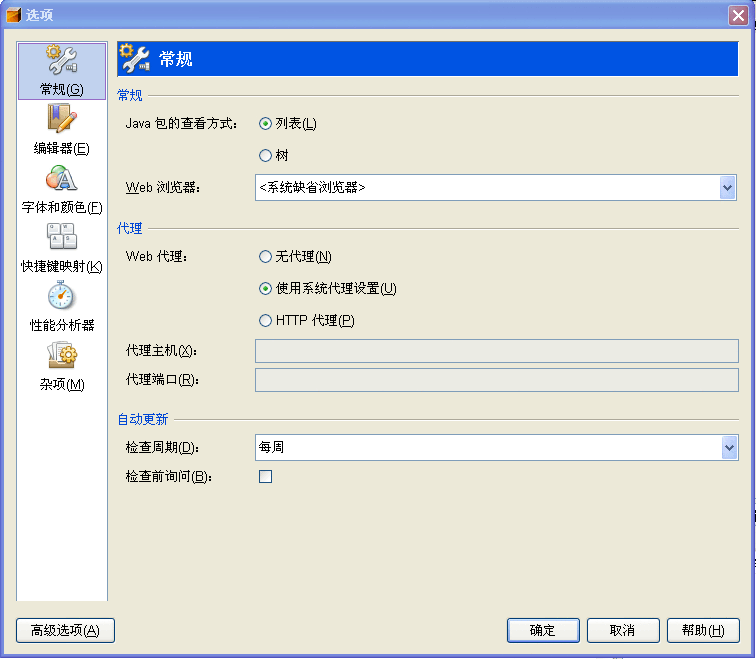 选项
常规(G)
编辑器(E)
字体和颜色(F)
快捷键映射(K)
性能分析器
杂项(M)
常规
常规
Java 包的查看方式:
列表(L)
树
Web 浏览器:
<系统缺省浏览器>
代理
Web 代理:
无代理(N)
使用系统代理设置(U)
HTTP 代理(P)
代理主机(X):
代理端口(R):
自动更新
检查周期(D):
每周
检查前询问(B):
高级选项(A)
确定
取消
帮助(H)